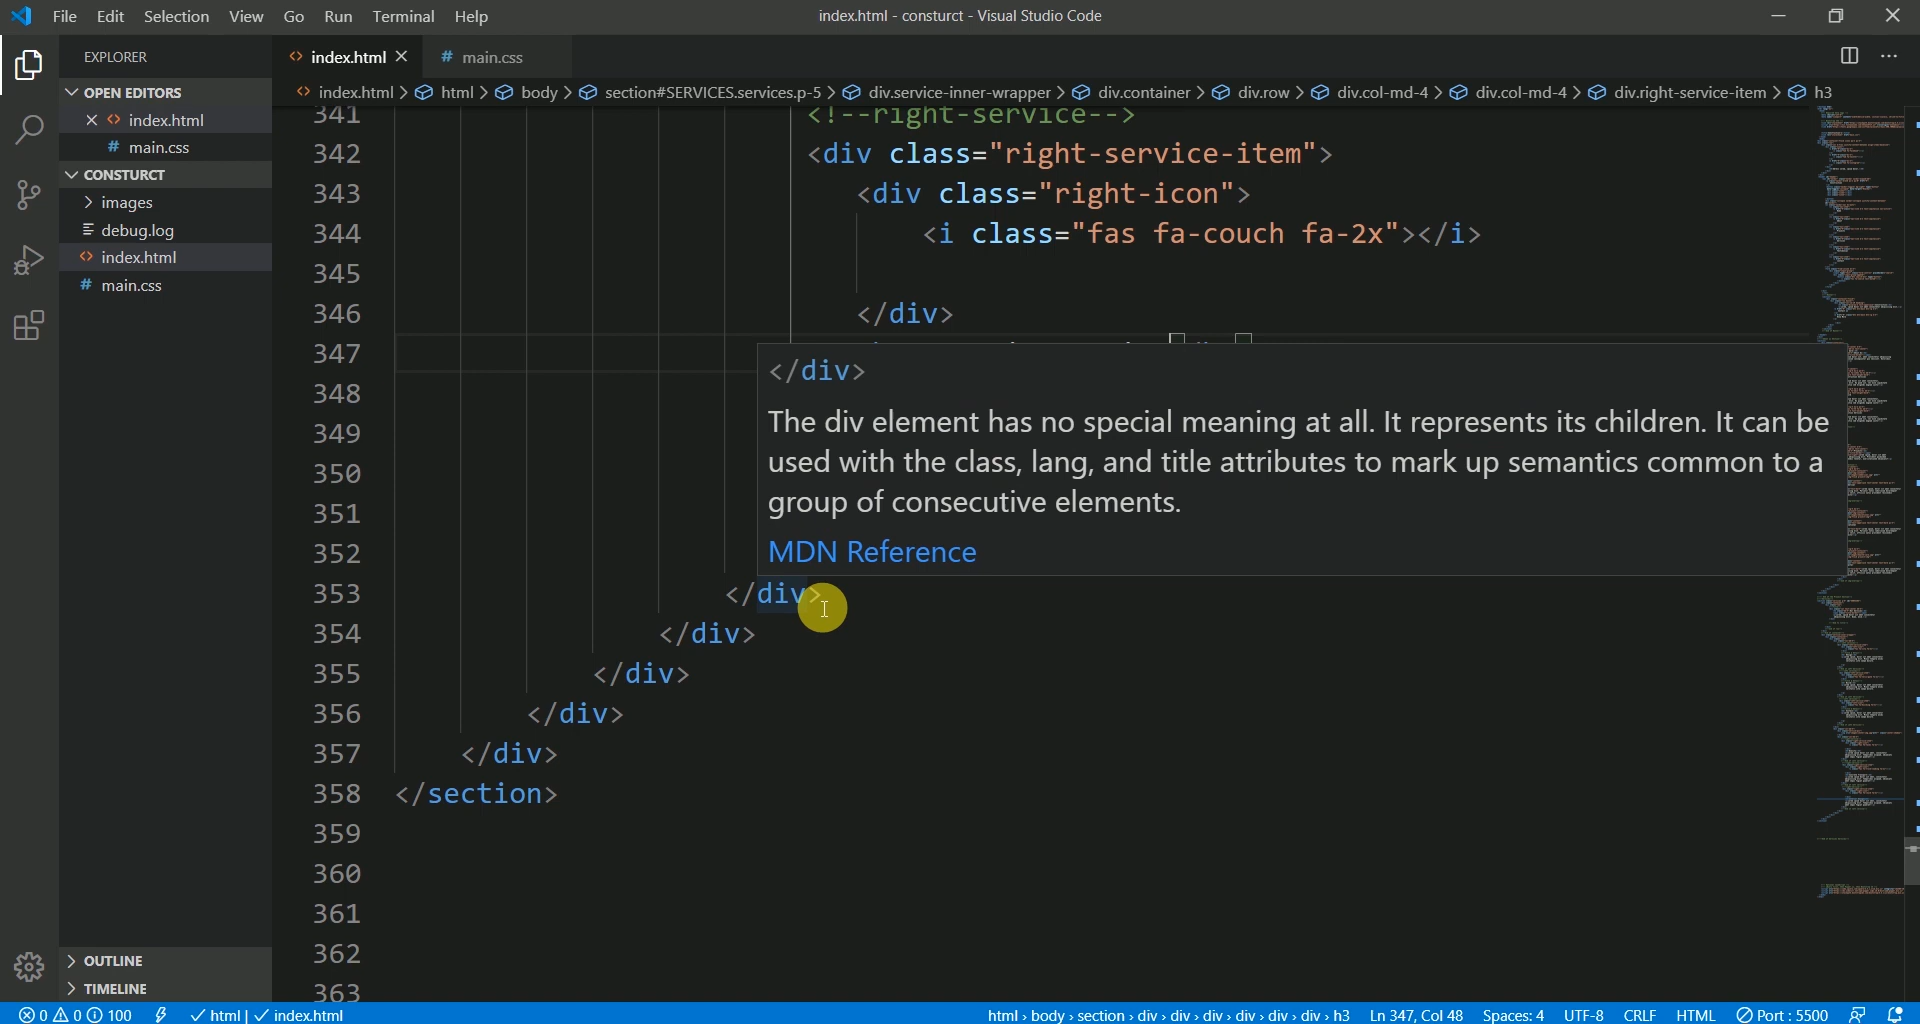 File Edit Selection View Go Run Terminal Help
index.html - consturct - Visual Studio Code
EXPLORER
index.html
# main.css
OPEN EDITORS
index.html > html > body > section#SERVICES.services.p-5 > div.service-inner-wrapper > div.container > div.row > div.col-md-4 > div.col-md-4 > div.right-service-item > h3
index.html
# main.css
CONSTURCT
images
debug.log
index.html
# main.css
341 <!--right-service-->
342 <div class="right-service-item">
343 <div class="right-icon">
344 <i class="fas fa-couch fa-2x"></i>
345
346 </div>
347
348
349
350
351
352
</div>
The div element has no special meaning at all. It represents its children. It can be
used with the class, lang, and title attributes to mark up semantics common to a
group of consecutive elements.
MDN Reference
353 </div>
354 </div>
355 </div>
356 </div>
357 </div>
358 </section>
359
360
361
362
363
OUTLINE
TIMELINE
0 0 100 html | index.html
html > body > section > div > div > div > div > div > div > h3 Ln 347, Col 48 Spaces: 4 UTF-8 CRLF HTML Port : 5500